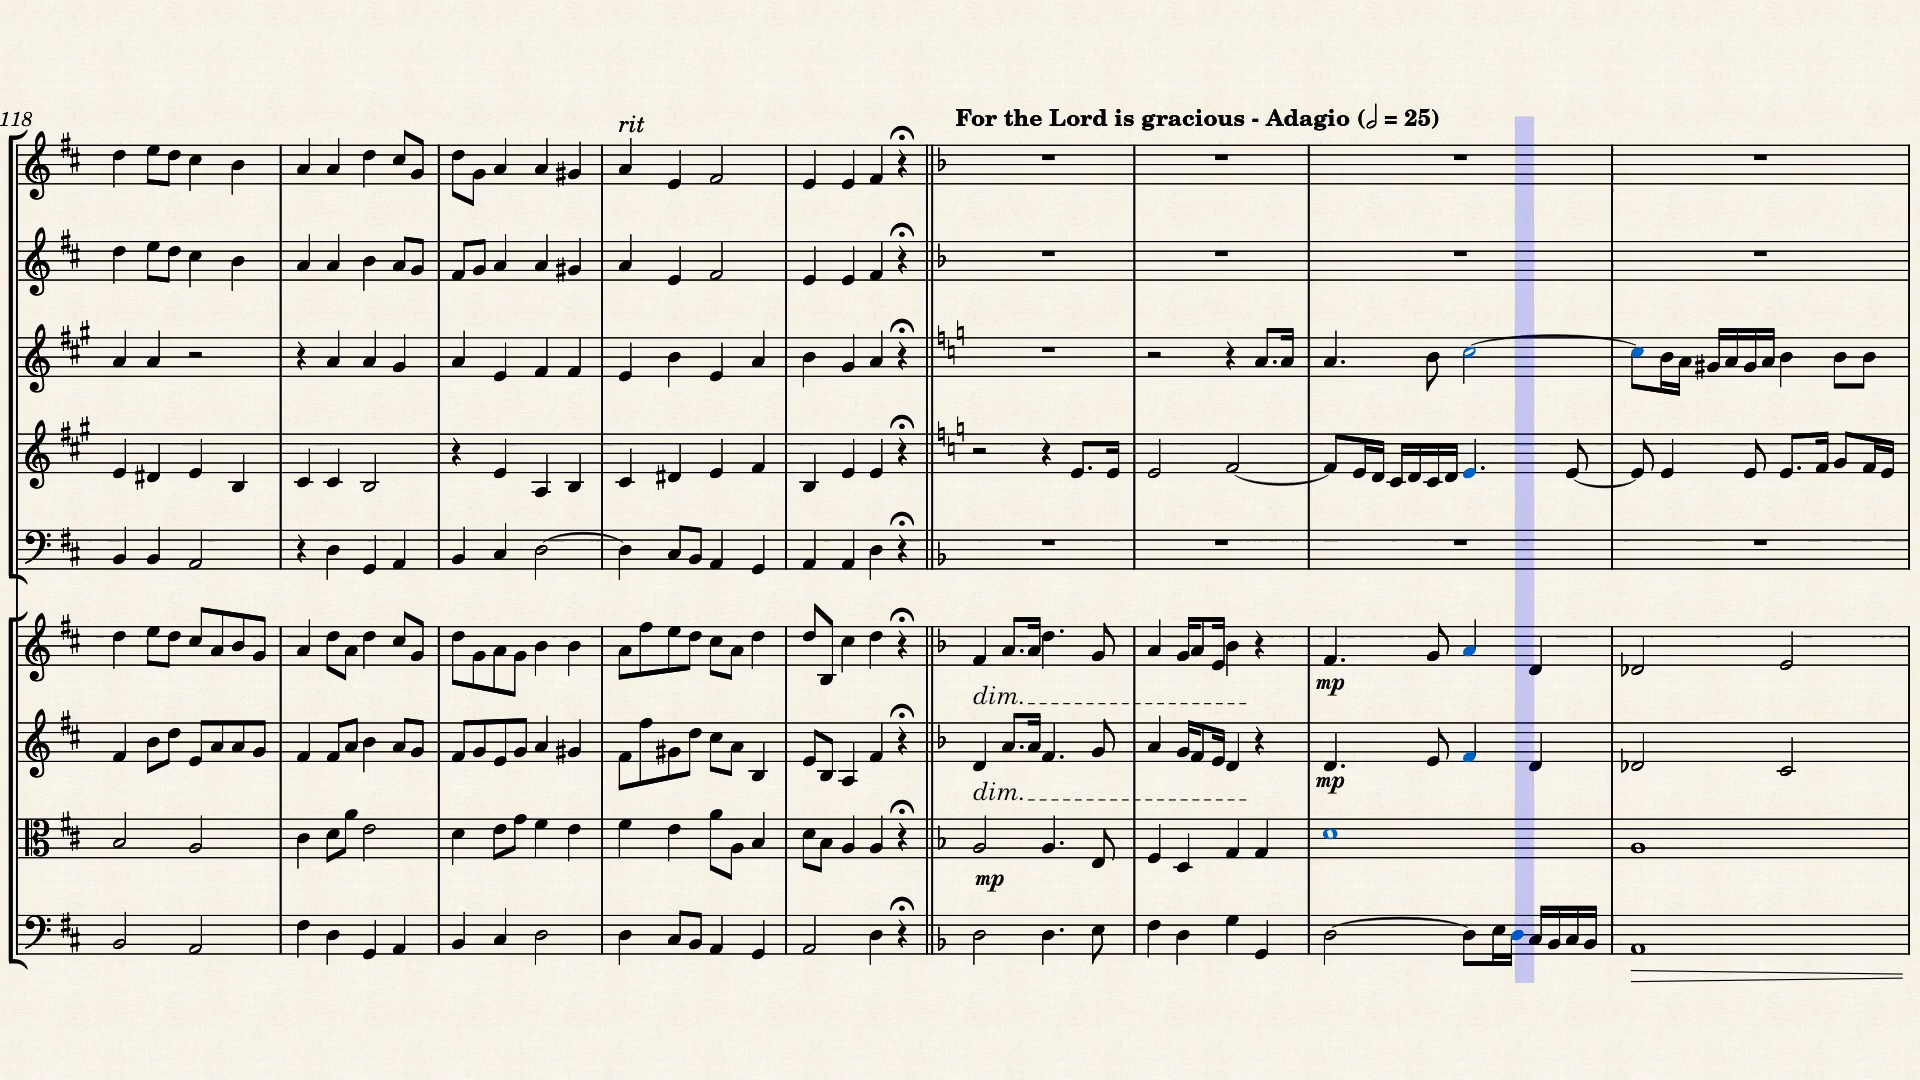 For the Lord is gracious - Adagio (𝅗𝅥 = 25)
118
rit
dim.
mp
dim.
mp
mp